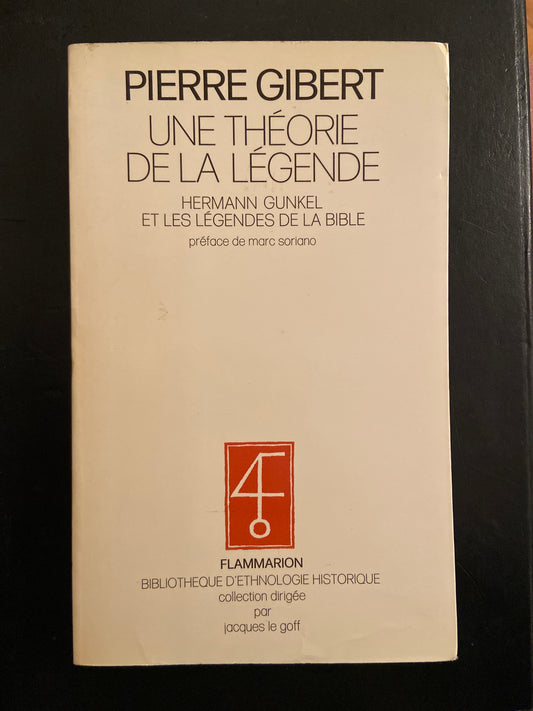 PIERRE GIBERT
UNE THÉORIE
DE LA LÉGENDE
HERMANN GUNKEL
ET LES LÉGENDES DE LA BIBLE
préface de marc soriano
FLAMMARION
BIBLIOTHEQUE D'ETHNOLOGIE HISTORIQUE
collection dirigée
par
jacques le goff